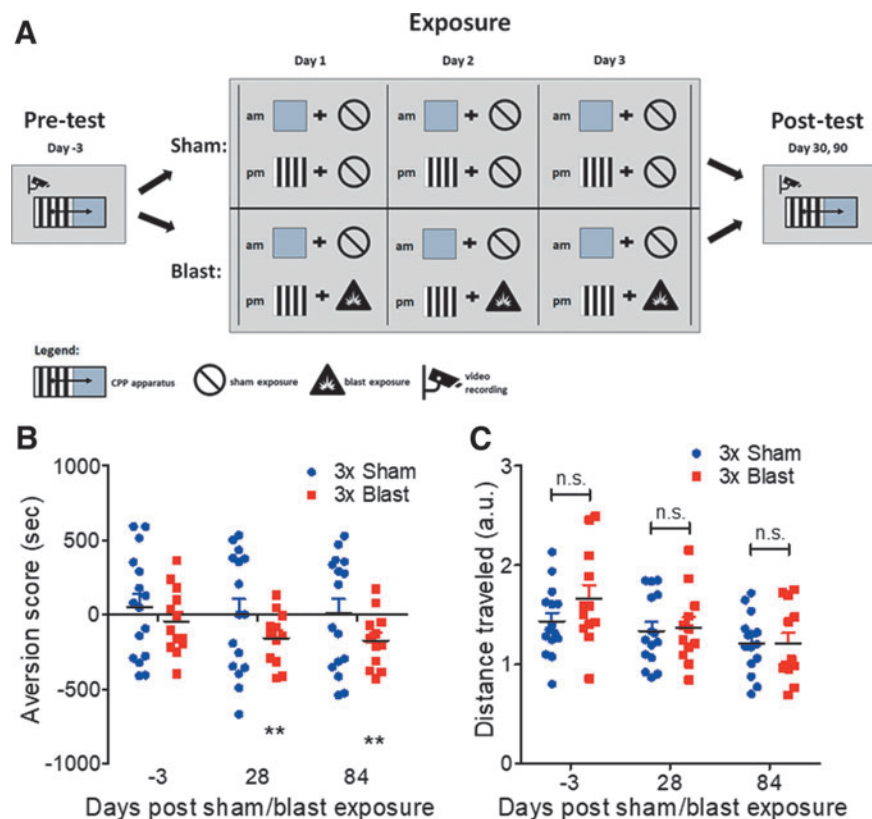 A
Exposure
Day 1
Day 2
Day 3
Pre-test
Day -3
Sham:
am + am + am +
pm + pm + pm +
Blast:
am + am + am +
pm + pm + pm +
Post-test
Day 30, 90
Legend:
CPP apparatus
sham exposure
blast exposure
video
recording
B
3x Sham
3x Blast
Aversion score (sec)
1000
500
0
-500
-1000
** **
-3 28 84
Days post sham/blast exposure
C
3x Sham
3x Blast
n.s.
n.s.
n.s.
Distance traveled (a.u.)
3
2
1
0
-3 28 84
Days post sham/blast exposure